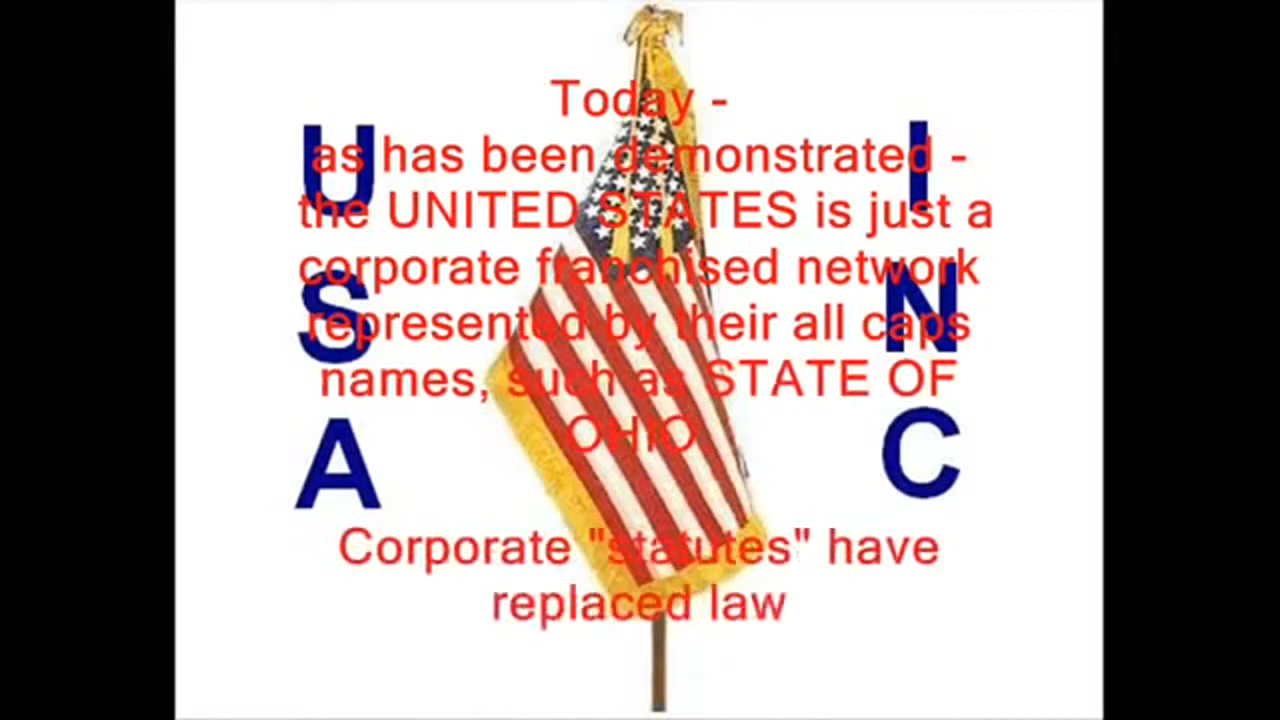 Today -
as has been demonstrated -
the UNITED STATES is just a
corporate franchised network
represented by their all caps
names, such as STATE OF
OHIO
Corporate "statutes" have
replaced law
U
S
A
I
N
C